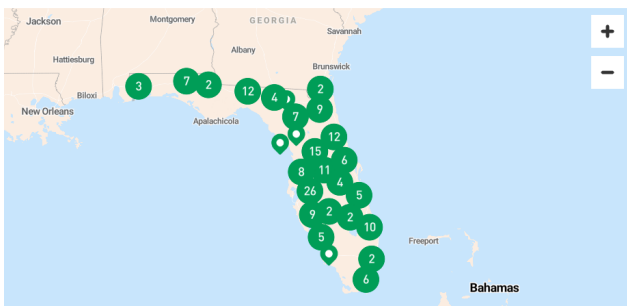 Jackson
Montgomery
GEORGIA
Savannah
+
Albany
Hattiesburg
Brunswick
−
3
7
2
12
4
2
Biloxi
9
New Orleans
Apalachicola
7
12
15
6
8
11
4
26
5
9
2
2
10
5
Freeport
2
6
Bahamas